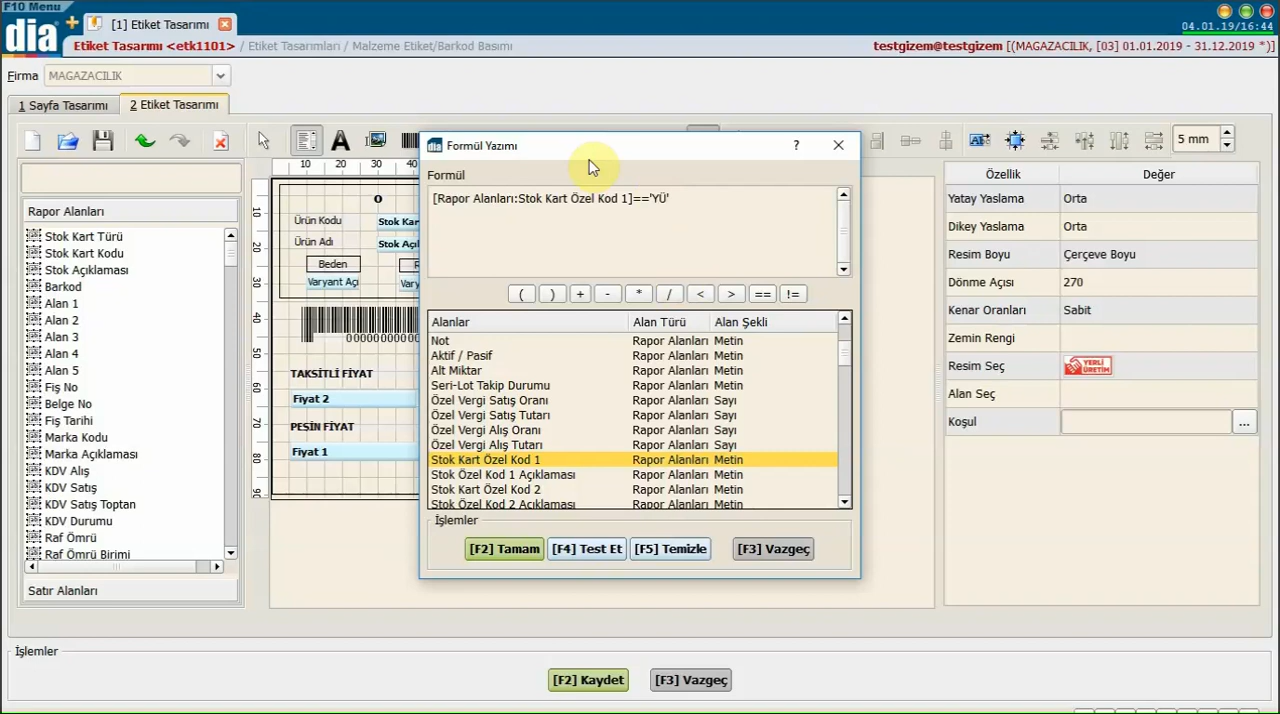 F10 Menu
dia
[1] Etiket Tasarımı
04.01.19/16:44
Etiket Tasarımı <etk1101> / Etiket Tasarımları / Malzeme Etiket/Barkod Basımı
testgizem@testgizem [(MAGAZACILIK, [03] 01.01.2019 - 31.12.2019 *)]
Firma MAGAZACILIK
1 Sayfa Tasarımı
2 Etiket Tasarımı
5 mm
Rapor Alanları
Stok Kart Türü
Stok Kart Kodu
Stok Açıklaması
Barkod
Alan 1
Alan 2
Alan 3
Alan 4
Alan 5
Fiş No
Belge No
Fiş Tarihi
Marka Kodu
Marka Açıklaması
KDV Alış
KDV Satış
KDV Satış Toptan
KDV Durumu
Raf Ömrü
Raf Ömrü Birimi
Satır Alanları
10 20 30 40
10
20
30
40
50
60
70
80
90
o
Ürün Kodu Stok Kar
Ürün Adı Stok Açıl
Beden
Varyant Açı Vary
TAKSİTLİ FİYAT
Fiyat 2
PEŞİN FİYAT
Fiyat 1
dia Formül Yazımı ?
Formül
[Rapor Alanları:Stok Kart Özel Kod 1]=='YÜ'
( ) + - * / < > == !=
Alanlar Alan Türü Alan Şekli
Not Rapor Alanları Metin
Aktif / Pasif Rapor Alanları Metin
Alt Miktar Rapor Alanları Metin
Seri-Lot Takip Durumu Rapor Alanları Metin
Özel Vergi Satış Oranı Rapor Alanları Sayı
Özel Vergi Satış Tutarı Rapor Alanları Sayı
Özel Vergi Alış Oranı Rapor Alanları Sayı
Özel Vergi Alış Tutarı Rapor Alanları Sayı
Stok Kart Özel Kod 1 Rapor Alanları Metin
Stok Özel Kod 1 Açıklaması Rapor Alanları Metin
Stok Kart Özel Kod 2 Rapor Alanları Metin
Stok Özel Kod 2 Açıklaması Rapor Alanları Metin
İşlemler
[F2] Tamam [F4] Test Et [F5] Temizle [F3] Vazgeç
Özellik Değer
Yatay Yaslama Orta
Dikey Yaslama Orta
Resim Boyu Çerçeve Boyu
Dönme Açısı 270
Kenar Oranları Sabit
Zemin Rengi
Resim Seç YERLİ ÜRETİM
Alan Seç
Koşul ...
İşlemler
[F2] Kaydet [F3] Vazgeç